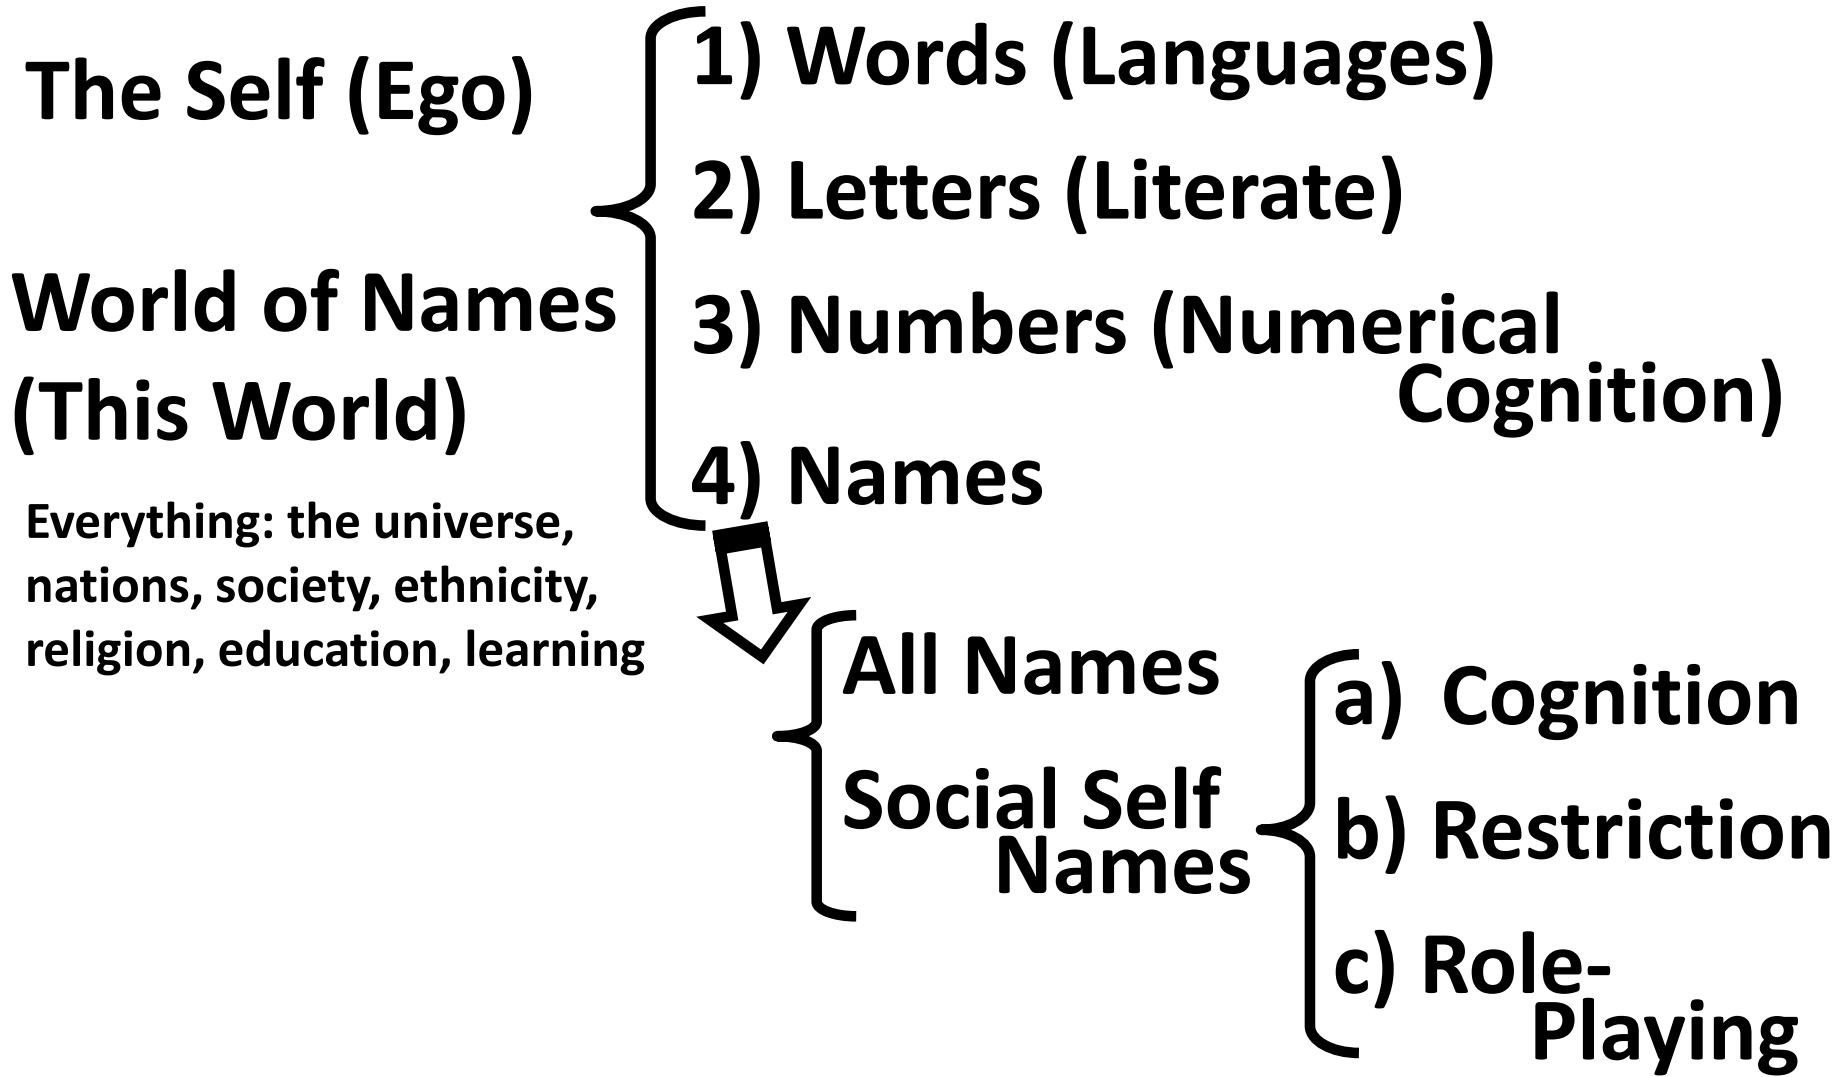 The Self (Ego)
World of Names
(This World)
Everything: the universe,
nations, society, ethnicity,
religion, education, learning
1) Words (Languages)
2) Letters (Literate)
3) Numbers (Numerical
Cognition)
4) Names
All Names
Social Self
Names
a) Cognition
b) Restriction
c) Role-
Playing